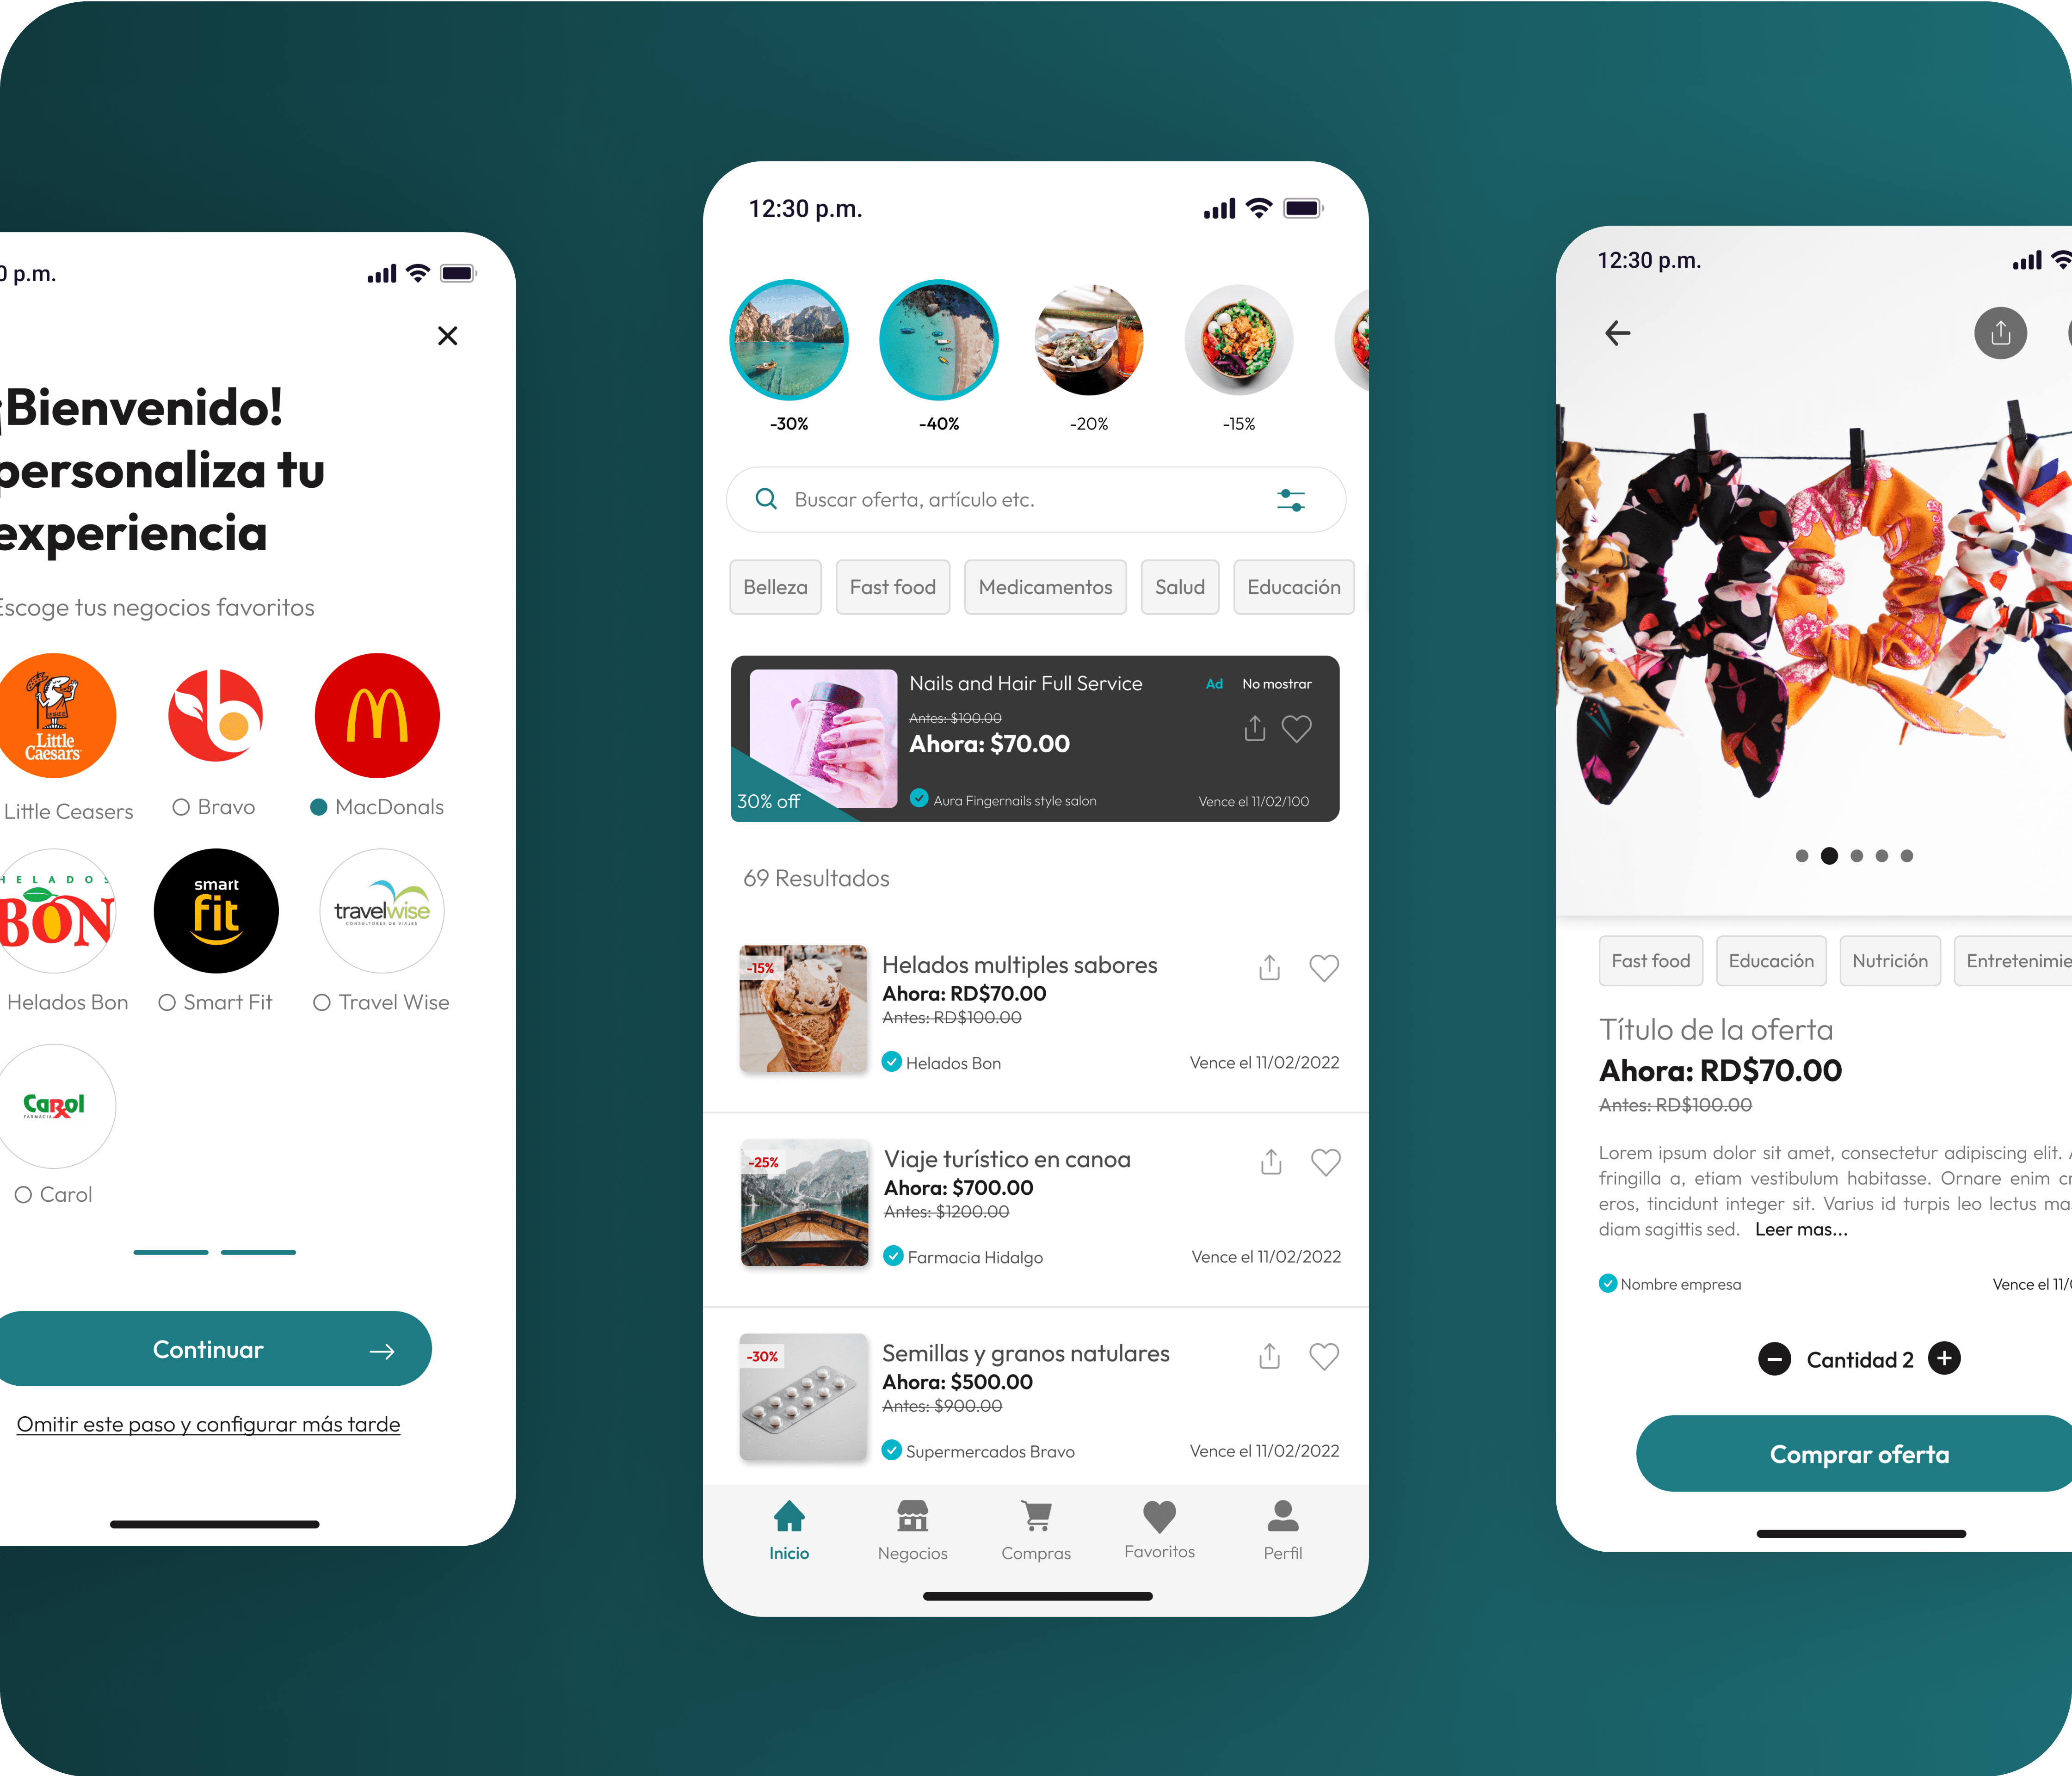 0 p.m.
¡Bienvenido!
personaliza tu
experiencia
Escoge tus negocios favoritos
Little
Caesars
Little Ceasers
b
Bravo
MacDonals
HELADOS
BON
Helados Bon
smart
fit
Smart Fit
travelwise
CONSULTORES DE VIAJES
Travel Wise
Carol
FARMACIA
Carol
Continuar
Omitir este paso y configurar más tarde
12:30 p.m.
-30%
-40%
-20%
-15%
Buscar oferta, artículo etc.
Belleza
Fast food
Medicamentos
Salud
Educación
Nails and Hair Full Service
Ad
No mostrar
Antes: $100.00
Ahora: $70.00
30% off
Aura Fingernails style salon
Vence el 11/02/100
69 Resultados
-15%
Helados multiples sabores
Ahora: RD$70.00
Antes: RD$100.00
Helados Bon
Vence el 11/02/2022
-25%
Viaje turístico en canoa
Ahora: $700.00
Antes: $1200.00
Farmacia Hidalgo
Vence el 11/02/2022
-30%
Semillas y granos natulares
Ahora: $500.00
Antes: $900.00
Supermercados Bravo
Vence el 11/02/2022
Inicio
Negocios
Compras
Favoritos
Perfil
12:30 p.m.
Fast food
Educación
Nutrición
Entretenimie
Título de la oferta
Ahora: RD$70.00
Antes: RD$100.00
Lorem ipsum dolor sit amet, consectetur adipiscing elit.
fringilla a, etiam vestibulum habitasse. Ornare enim
eros, tincidunt integer sit. Varius id turpis leo lectus ma
diam sagittis sed. Leer mas...
Nombre empresa
Vence el 11/
Cantidad 2
Comprar oferta